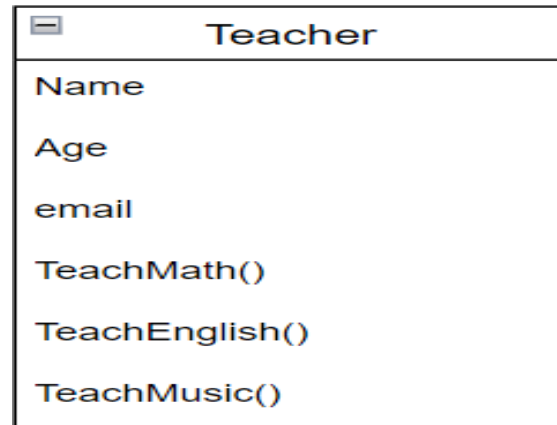 Teacher
Name
Age
email
TeachMath()
TeachEnglish()
TeachMusic()